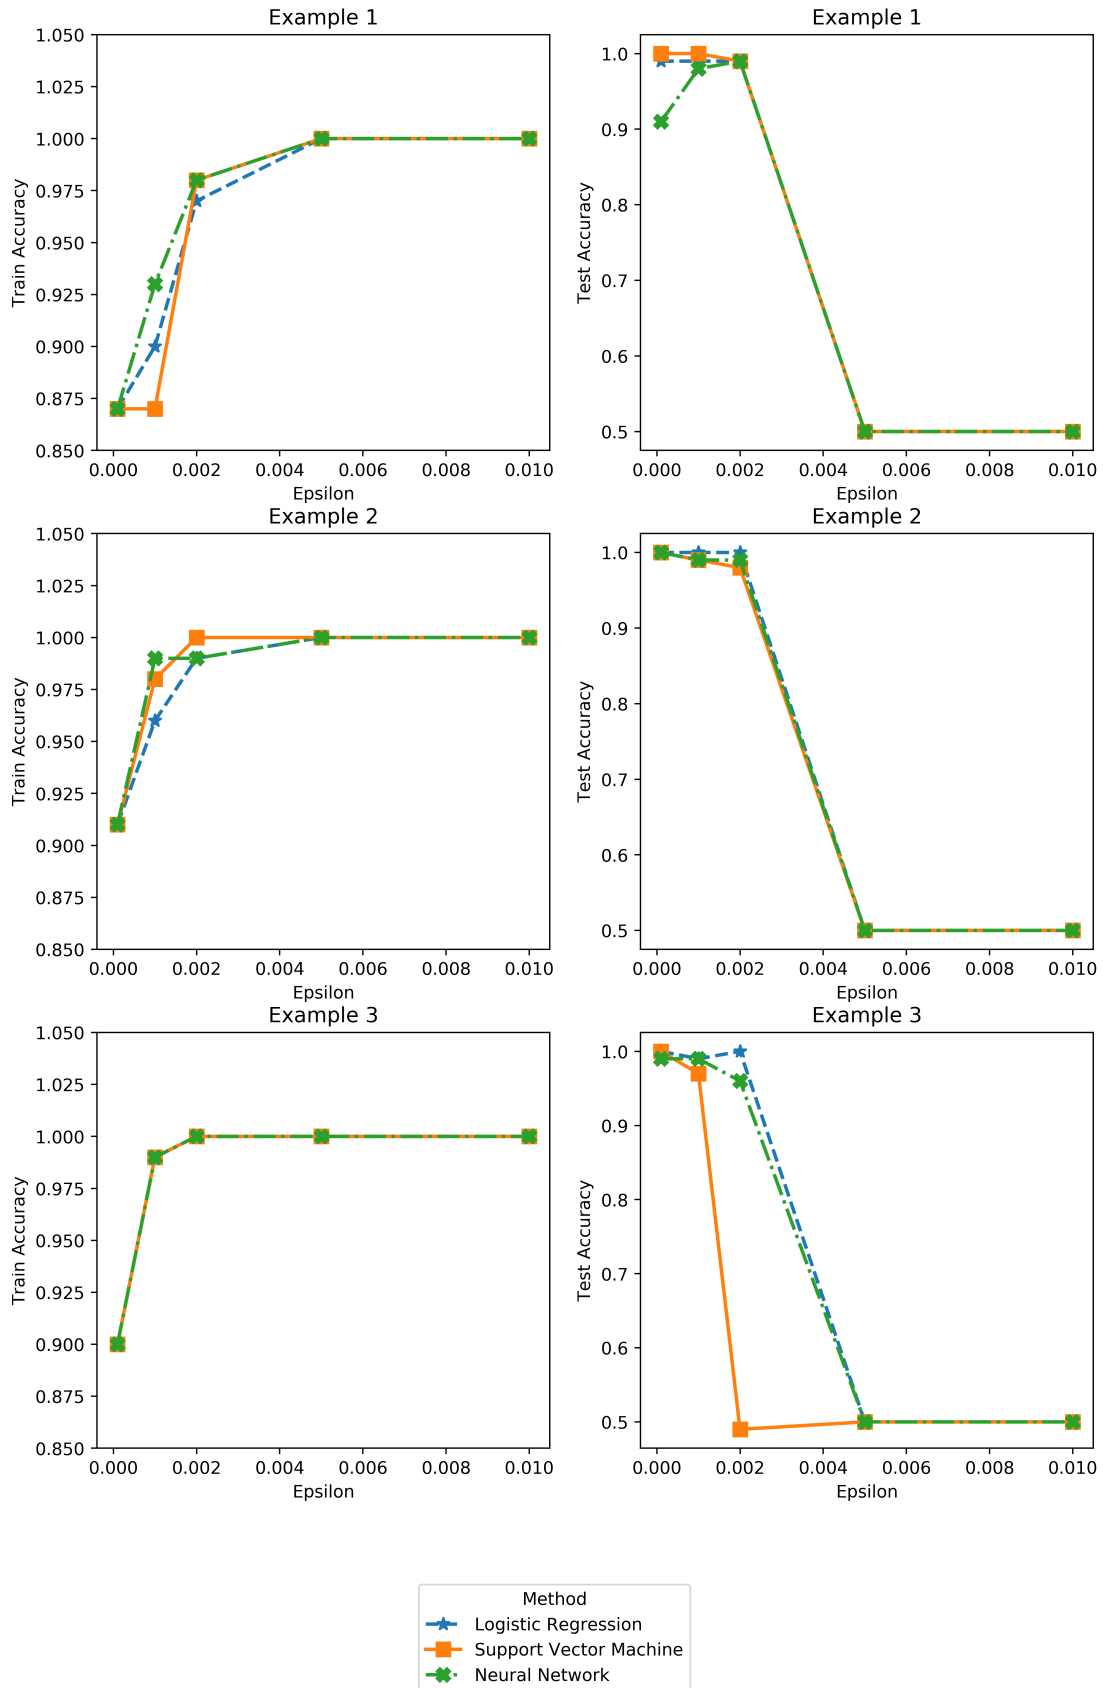 Example 1
Example 1
1.050
1.025
1.000
0.975
0.950
0.925
0.900
0.875
0.850
Train Accuracy
0.000 0.002 0.004 0.006 0.008 0.010
Epsilon
1.0
0.9
0.8
0.7
0.6
0.5
Test Accuracy
0.000 0.002 0.004 0.006 0.008 0.010
Epsilon
Example 2
Example 2
1.050
1.025
1.000
0.975
0.950
0.925
0.900
0.875
0.850
Train Accuracy
0.000 0.002 0.004 0.006 0.008 0.010
Epsilon
1.0
0.9
0.8
0.7
0.6
0.5
Test Accuracy
0.000 0.002 0.004 0.006 0.008 0.010
Epsilon
Example 3
Example 3
1.050
1.025
1.000
0.975
0.950
0.925
0.900
0.875
0.850
Train Accuracy
0.000 0.002 0.004 0.006 0.008 0.010
Epsilon
1.0
0.9
0.8
0.7
0.6
0.5
Test Accuracy
0.000 0.002 0.004 0.006 0.008 0.010
Epsilon
Method
Logistic Regression
Support Vector Machine
Neural Network